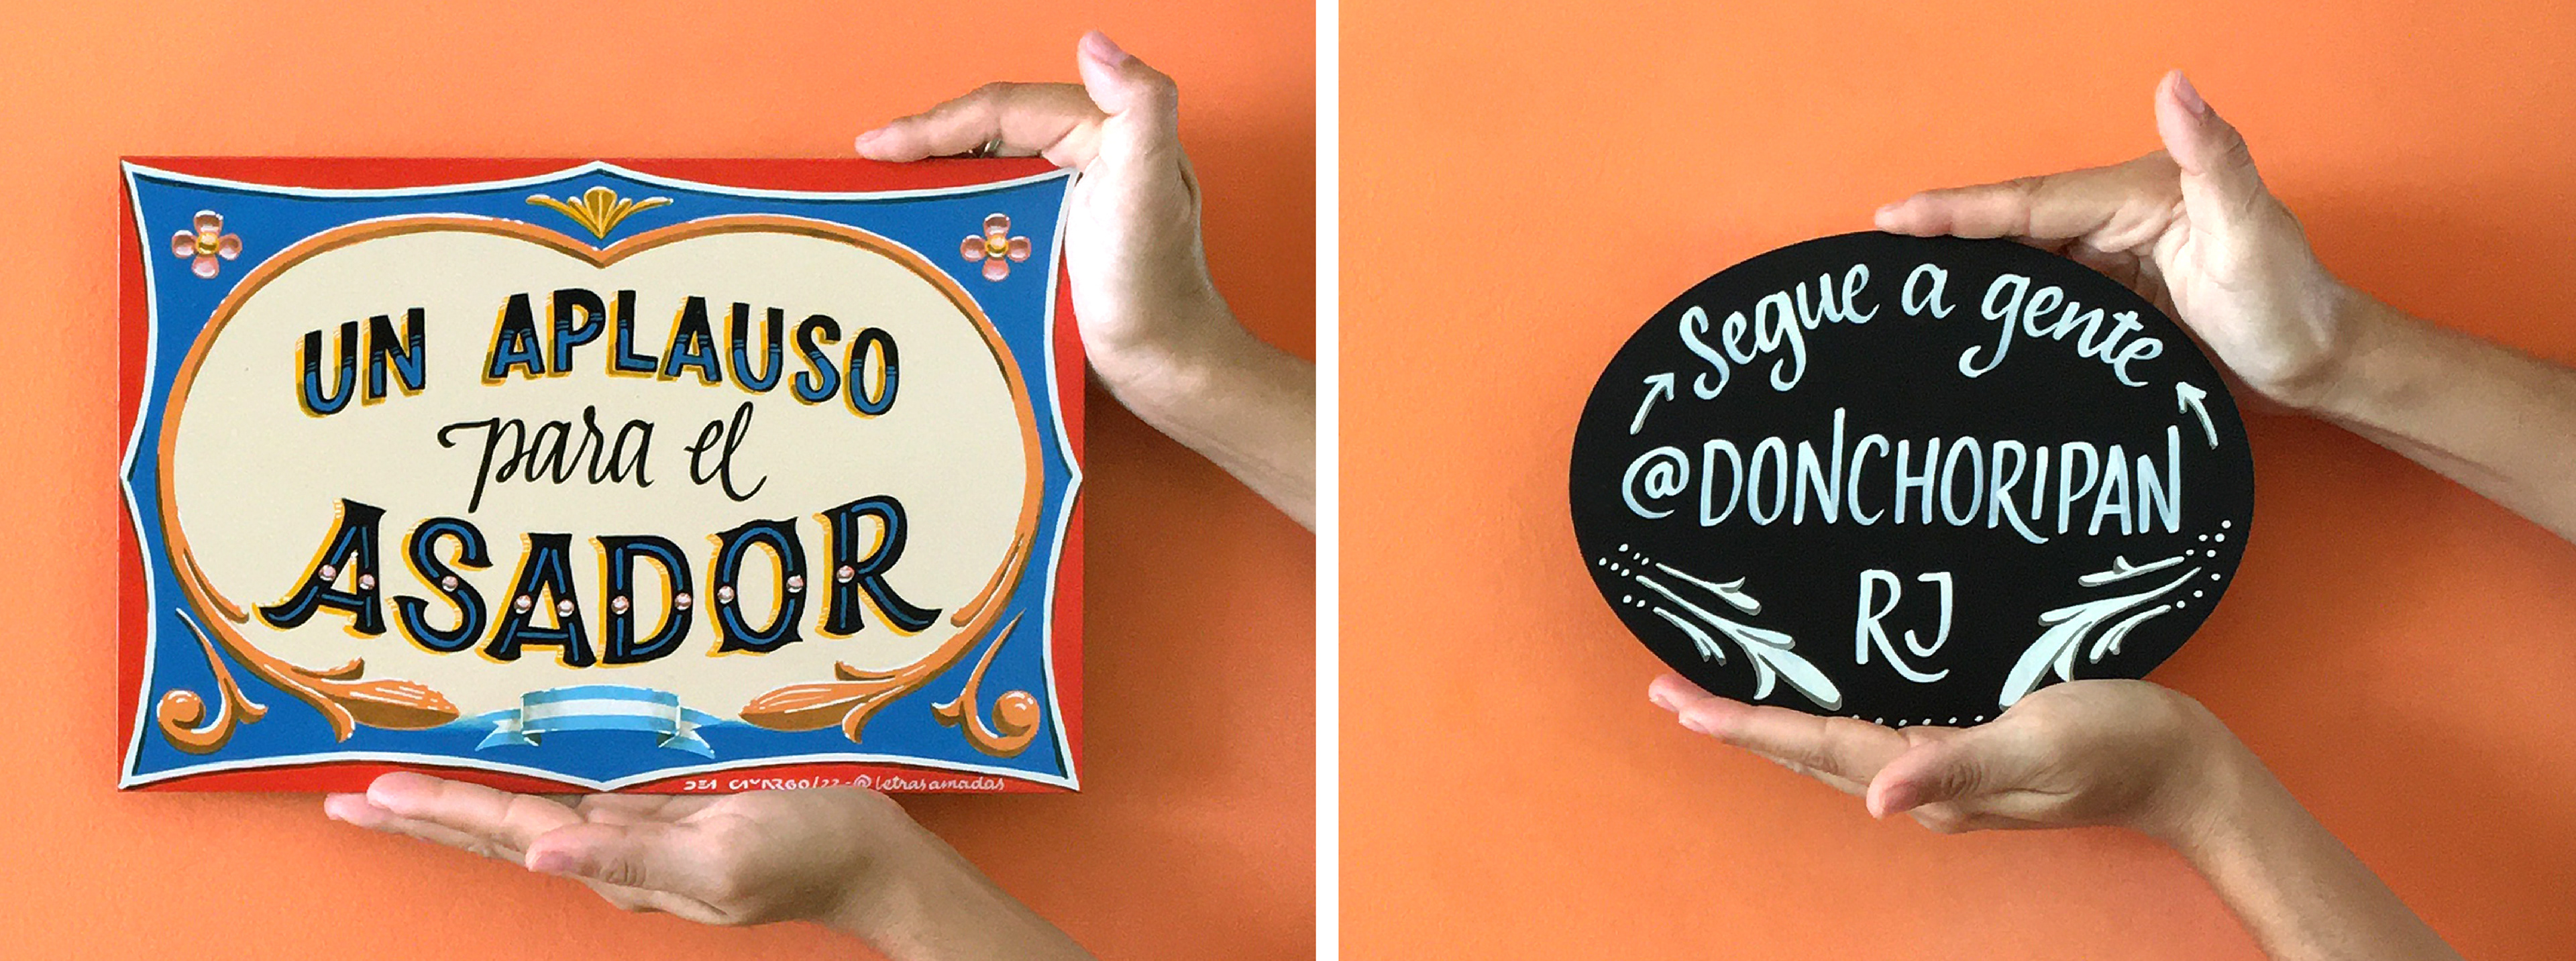 UN APLAUSO
para el
ASADOR
@letrasamadas
Segue a gente
@DONCHORIPAN
RJ